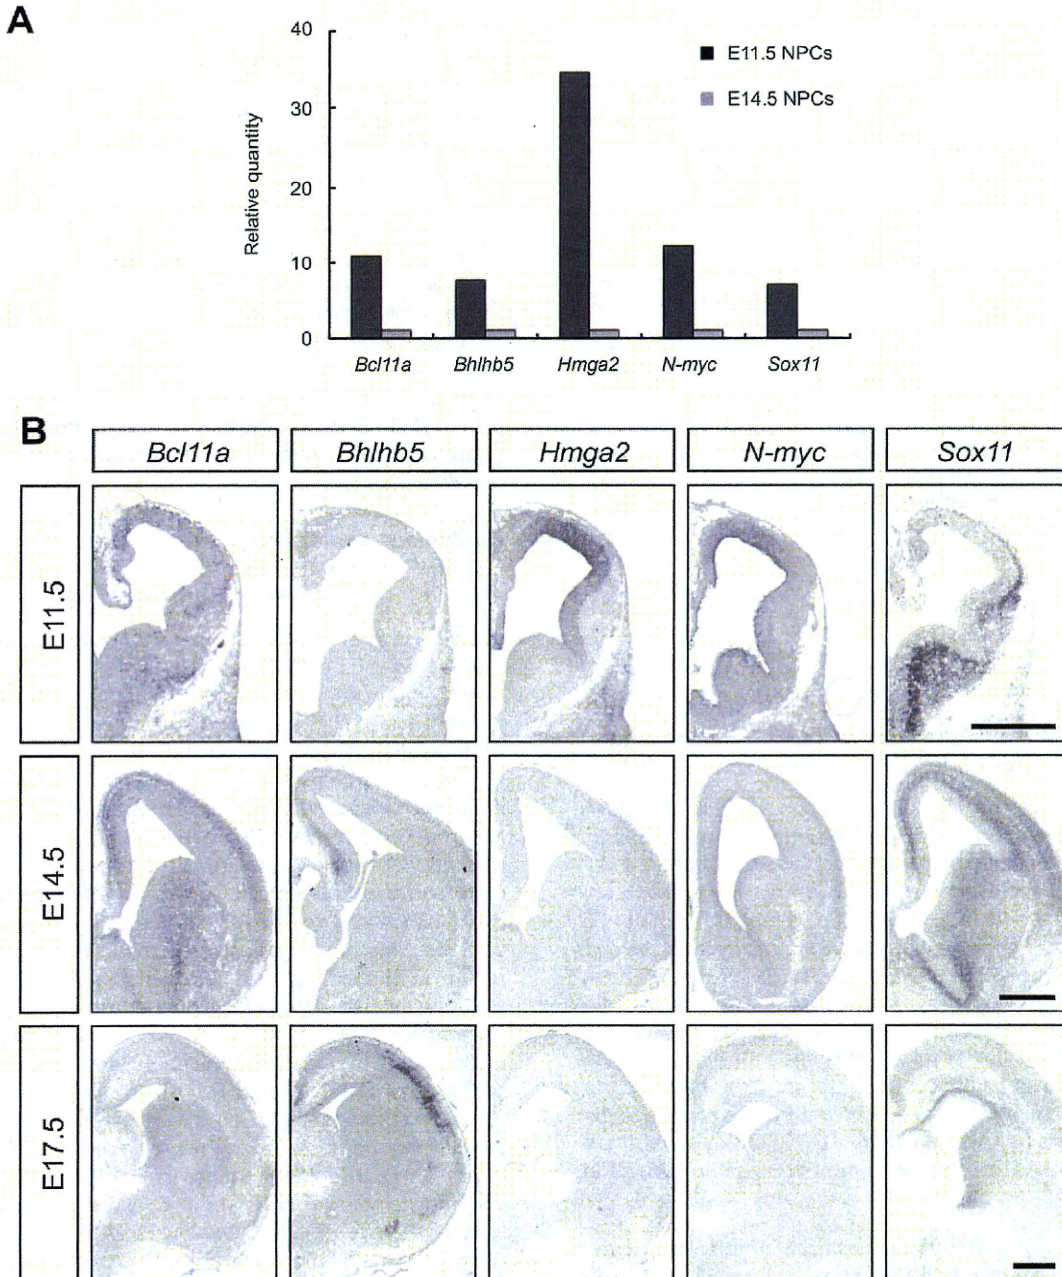 A
40
30
20
10
0
Relative quantity
E11.5 NPCs
E14.5 NPCs
Bcl11a Bhlhb5 Hmga2 N-myc Sox11
B
Bcl11a Bhlhb5 Hmga2 N-myc Sox11
E11.5
E14.5
E17.5